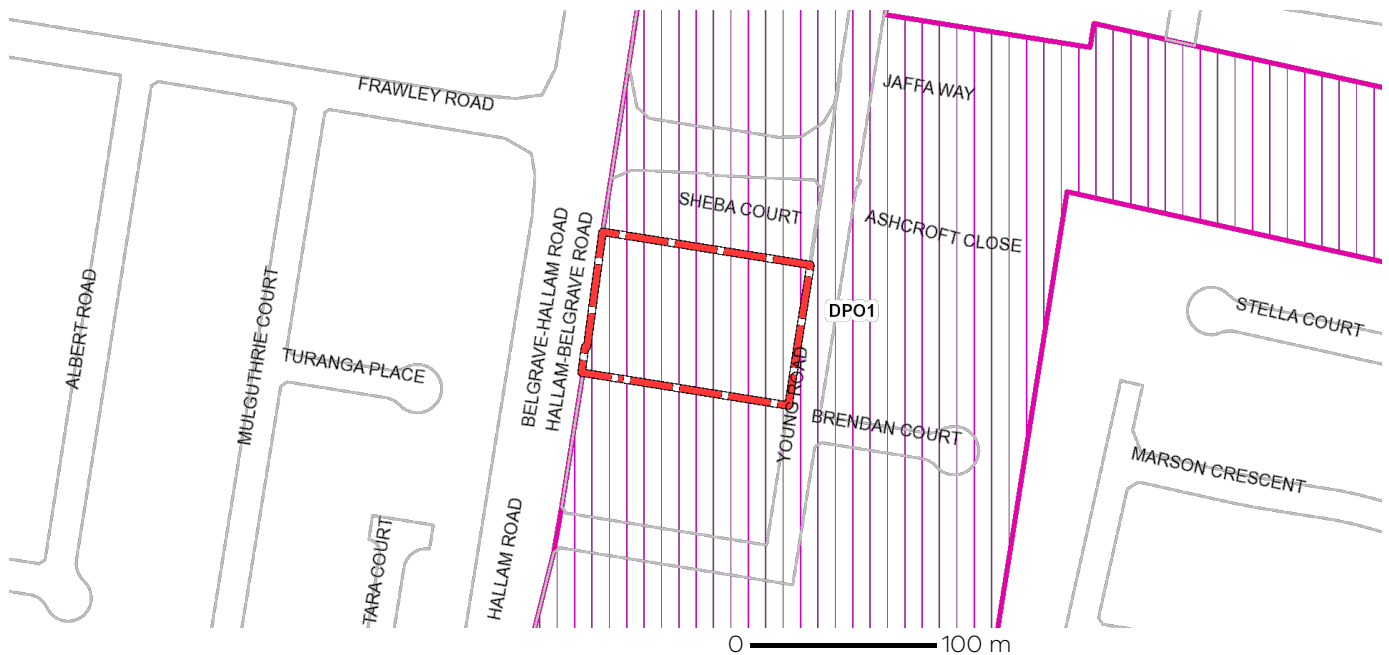 FRAWLEY ROAD
JAFFA WAY
SHEBA COURT
ASHCROFT CLOSE
BELGRAVE-HALLAM ROAD
HALLAM-BELGRAVE ROAD
ALBERT ROAD
MULGUTHRIE COURT
TURANGA PLACE
DPO1
STELLA COURT
YOUNG ROAD
BRENDAN COURT
MARSON CRESCENT
TARA COURT
HALLAM ROAD
0 100 m